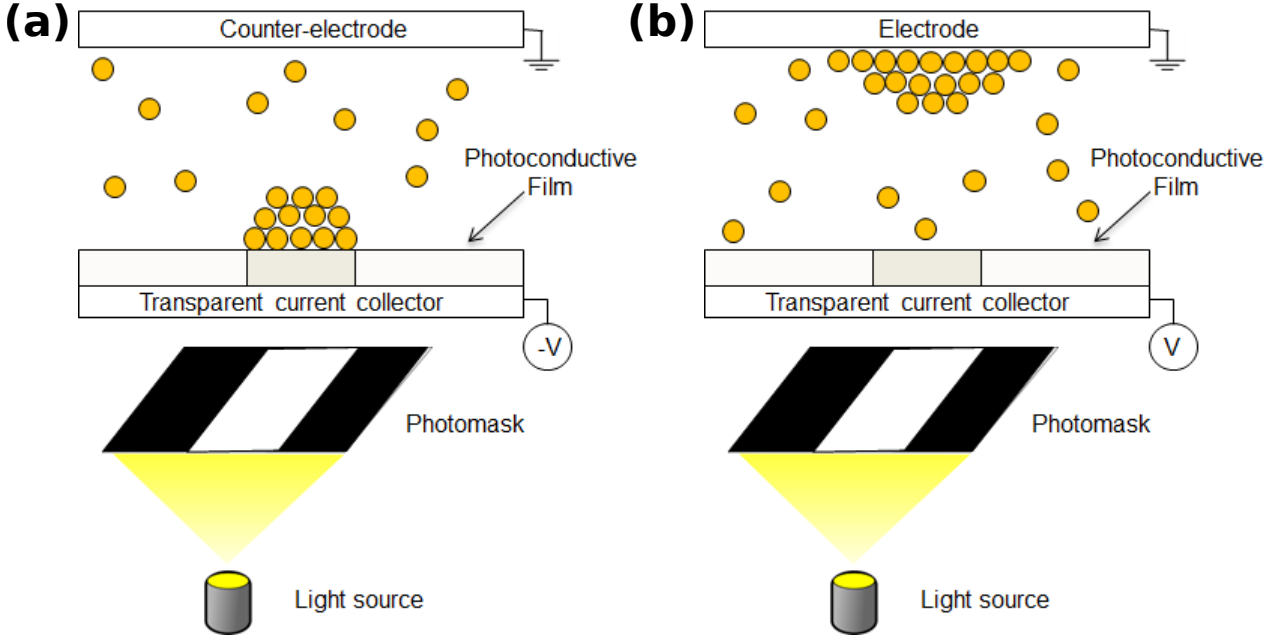 (a)
Counter-electrode
Photoconductive
Film
Transparent current collector
-V
Photomask
Light source
(b)
Electrode
Photoconductive
Film
Transparent current collector
V
Photomask
Light source